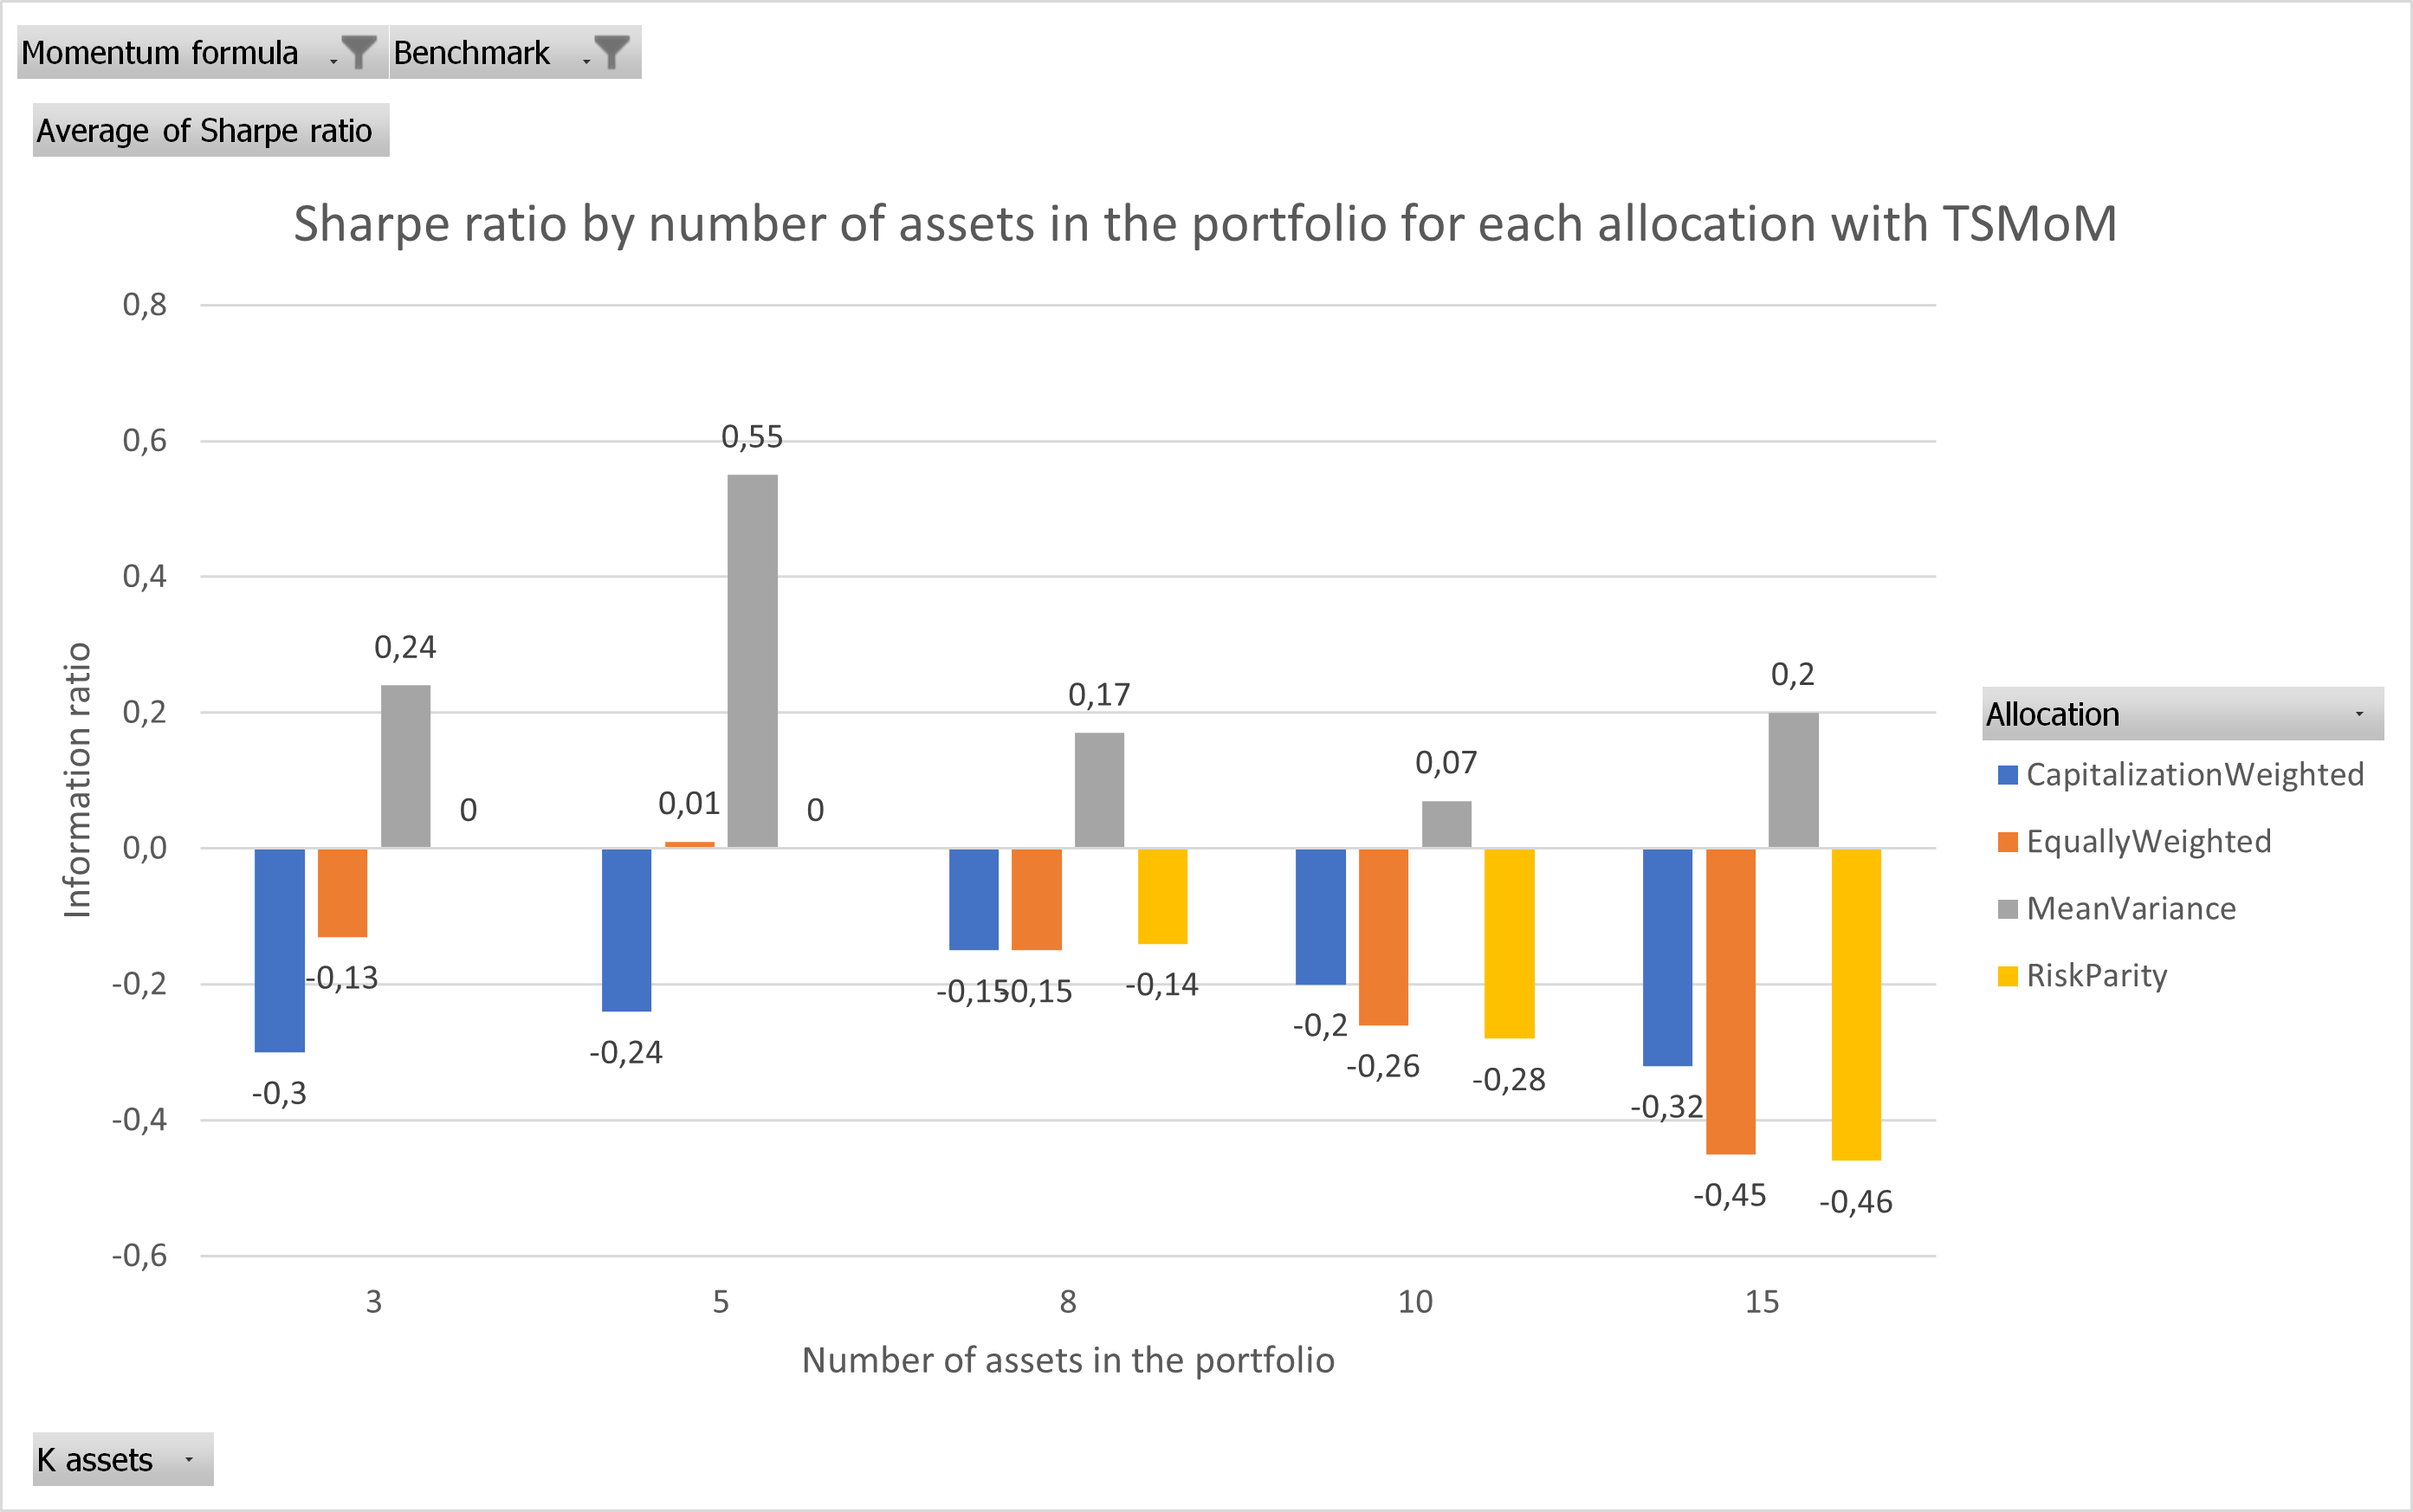 Momentum formula Benchmark
Average of Sharpe ratio
Sharpe ratio by number of assets in the portfolio for each allocation with TSMoM
0,8
0,6
0,4
0,2
0,0
-0,2
-0,4
-0,6
Information ratio
-0,3
-0,13
0,24
0
-0,24
0,01
0,55
0
-0,15
-0,15
0,17
-0,14
-0,2
-0,26
0,07
-0,28
-0,32
-0,45
0,2
-0,46
3 5 8 10 15
Number of assets in the portfolio
Allocation
CapitalizationWeighted
EquallyWeighted
MeanVariance
RiskParity
K assets